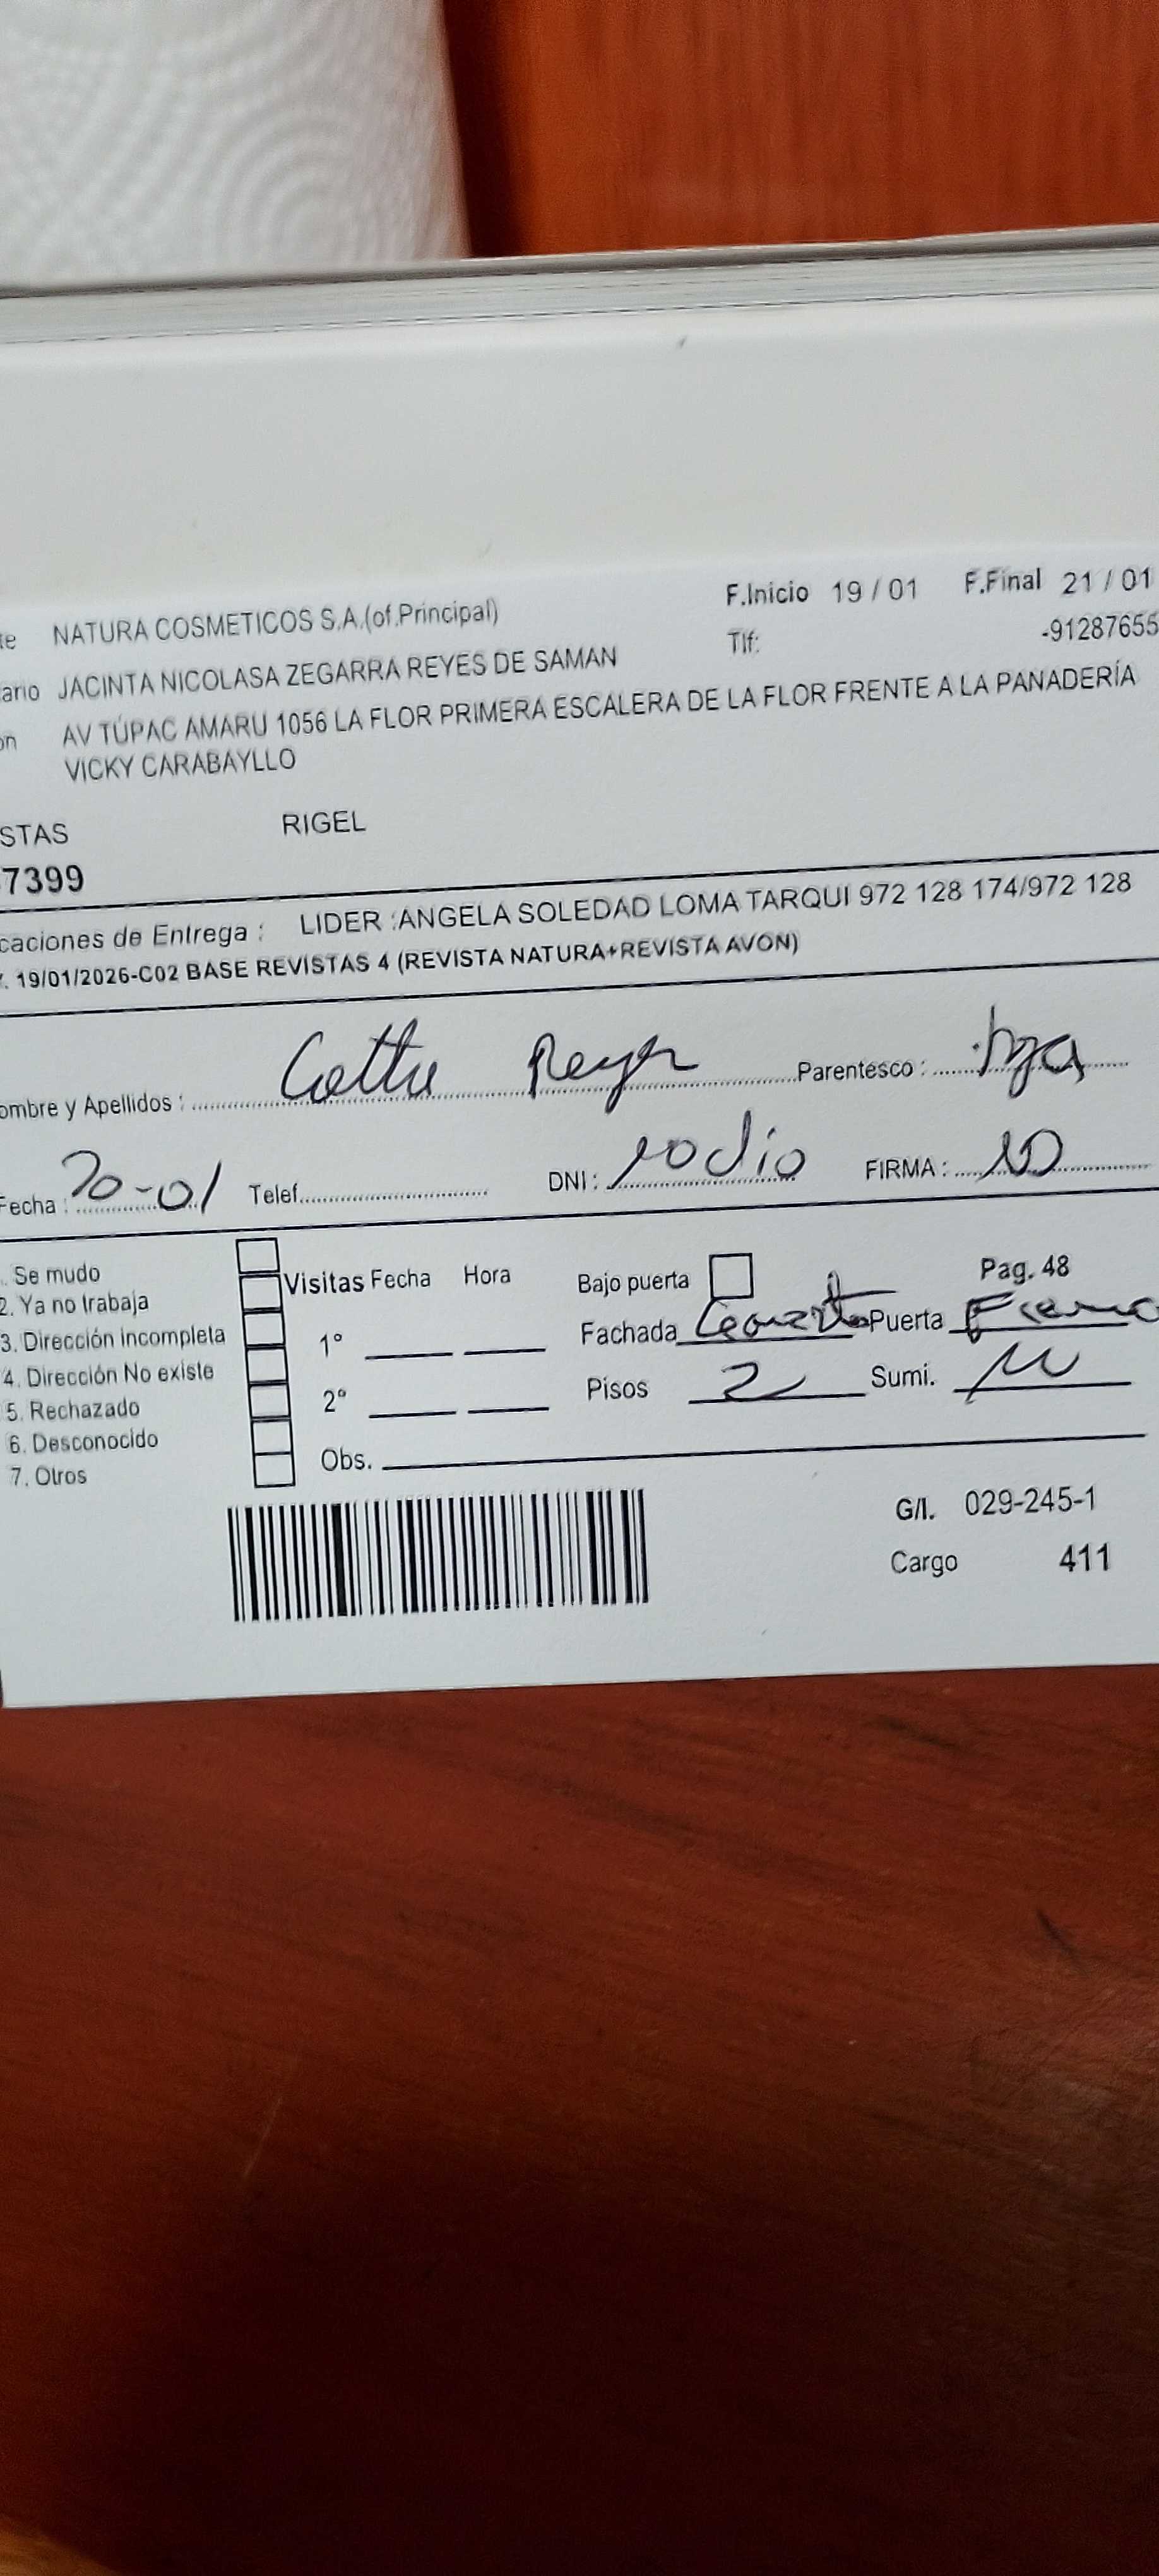 te NATURA COSMETICOS S.A.(of.Principal) F.Inicio 19 / 01 F.Final 21 / 01
ario JACINTA NICOLASA ZEGARRA REYES DE SAMAN Tlf: -91287655
ón AV TÚPAC AMARU 1056 LA FLOR PRIMERA ESCALERA DE LA FLOR FRENTE A LA PANADERÍA
VICKY CARABAYLLO
STAS RIGEL
7399
caciones de Entrega : LIDER :ANGELA SOLEDAD LOMA TARQUI 972 128 174/972 128
. 19/01/2026-C02 BASE REVISTAS 4 (REVISTA NATURA+REVISTA AVON)
ombre y Apellidos : Reyes Parentesco : hija
Fecha : 20-01 Telef. DNI : no dio FIRMA :
. Se mudo
2. Ya no trabaja
3. Dirección incompleta
4. Dirección No existe
5. Rechazado
6. Desconocido
7. Otros
Visitas Fecha Hora
1°
2°
Obs.
Bajo puerta Pag. 48
Fachada Puerta
Pisos 2 Sumi.
G/I. 029-245-1
Cargo 411